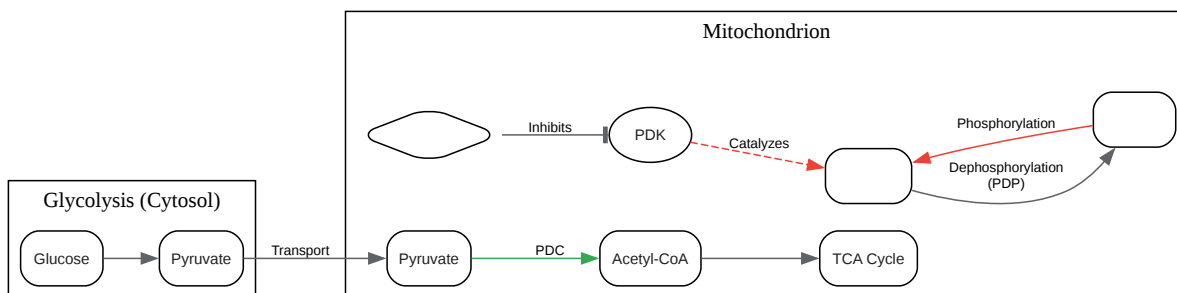 Mitochondrion
Inhibits
PDK
Catalyzes
Phosphorylation
Dephosphorylation
(PDP)
Glycolysis (Cytosol)
Glucose
Pyruvate
Transport
Pyruvate
PDC
Acetyl-CoA
TCA Cycle